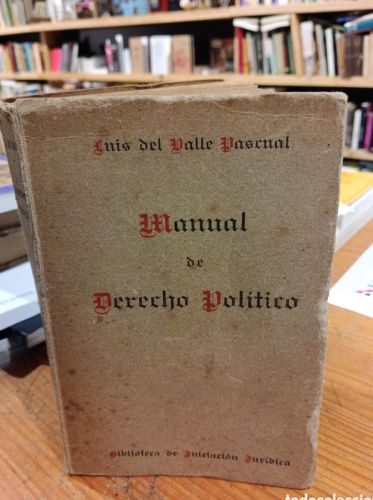 Luis del Valle Pascual
Manual
de
Derecho Político
Biblioteca de Iniciación Jurídica
todocoleccion